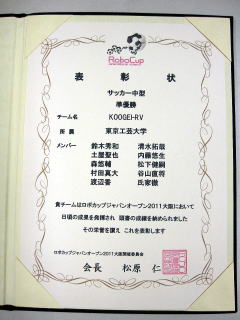 RoboCup
表彰状
サッカー中型
準優勝
チーム名 KOOGEI-RV
所属 東京工芸大学
メンバー 鈴木秀和 清水拓哉
土屋聖也 内藤悠生
森悠輔 松下健嗣
村田真大 谷山直将
渡辺香 氏家徹
貴チームはロボカップジャパンオープン2011大阪において
日頃の成果を発揮され 頭書の成績を納められました
その栄誉を讃え これを表彰します
ロボカップジャパンオープン2011大阪開催委員会
会長 松原 仁